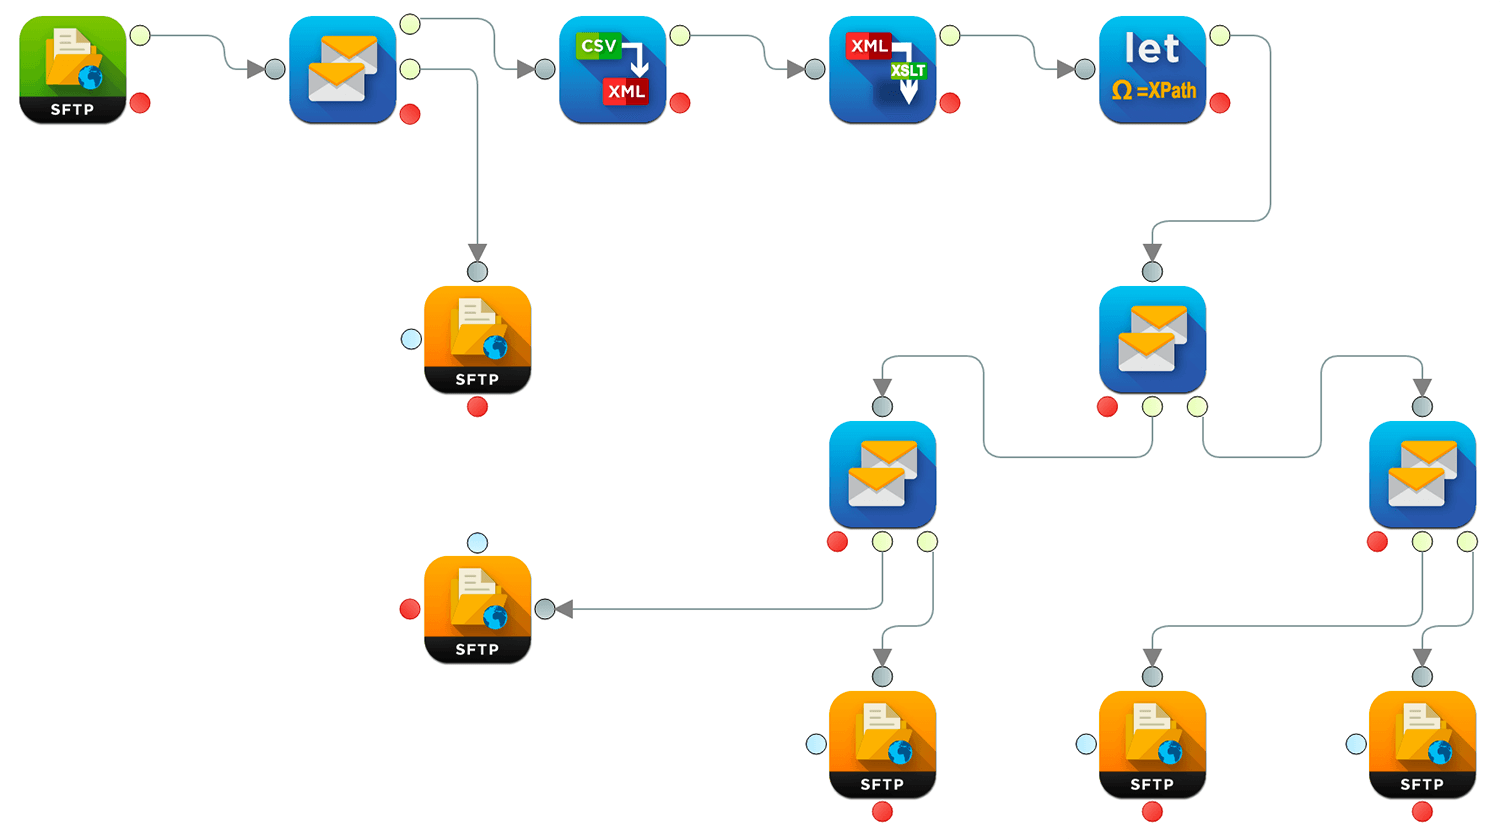 SFTP
CSV
XML
XML
XSLT
let
Ω =XPath
SFTP
SFTP
SFTP
SFTP
SFTP